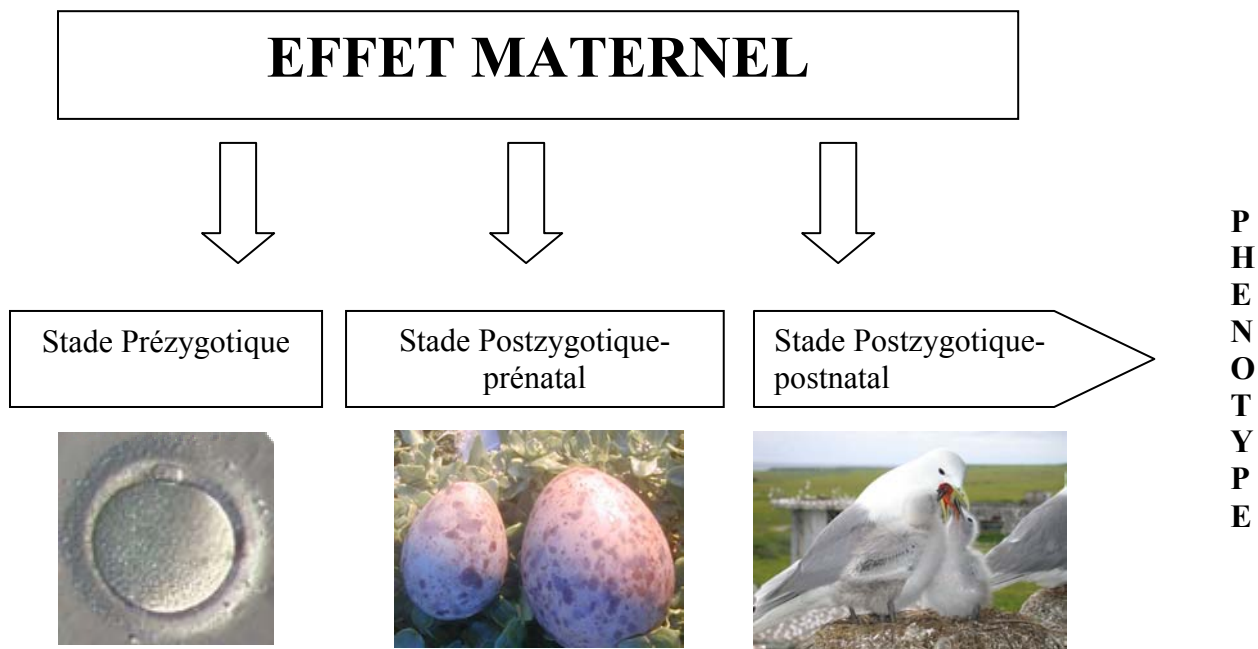 EFFET MATERNEL
Stade Prézygotique
Stade Postzygotique-
prénatal
Stade Postzygotique-
postnatal
P
H
E
N
O
T
Y
P
E